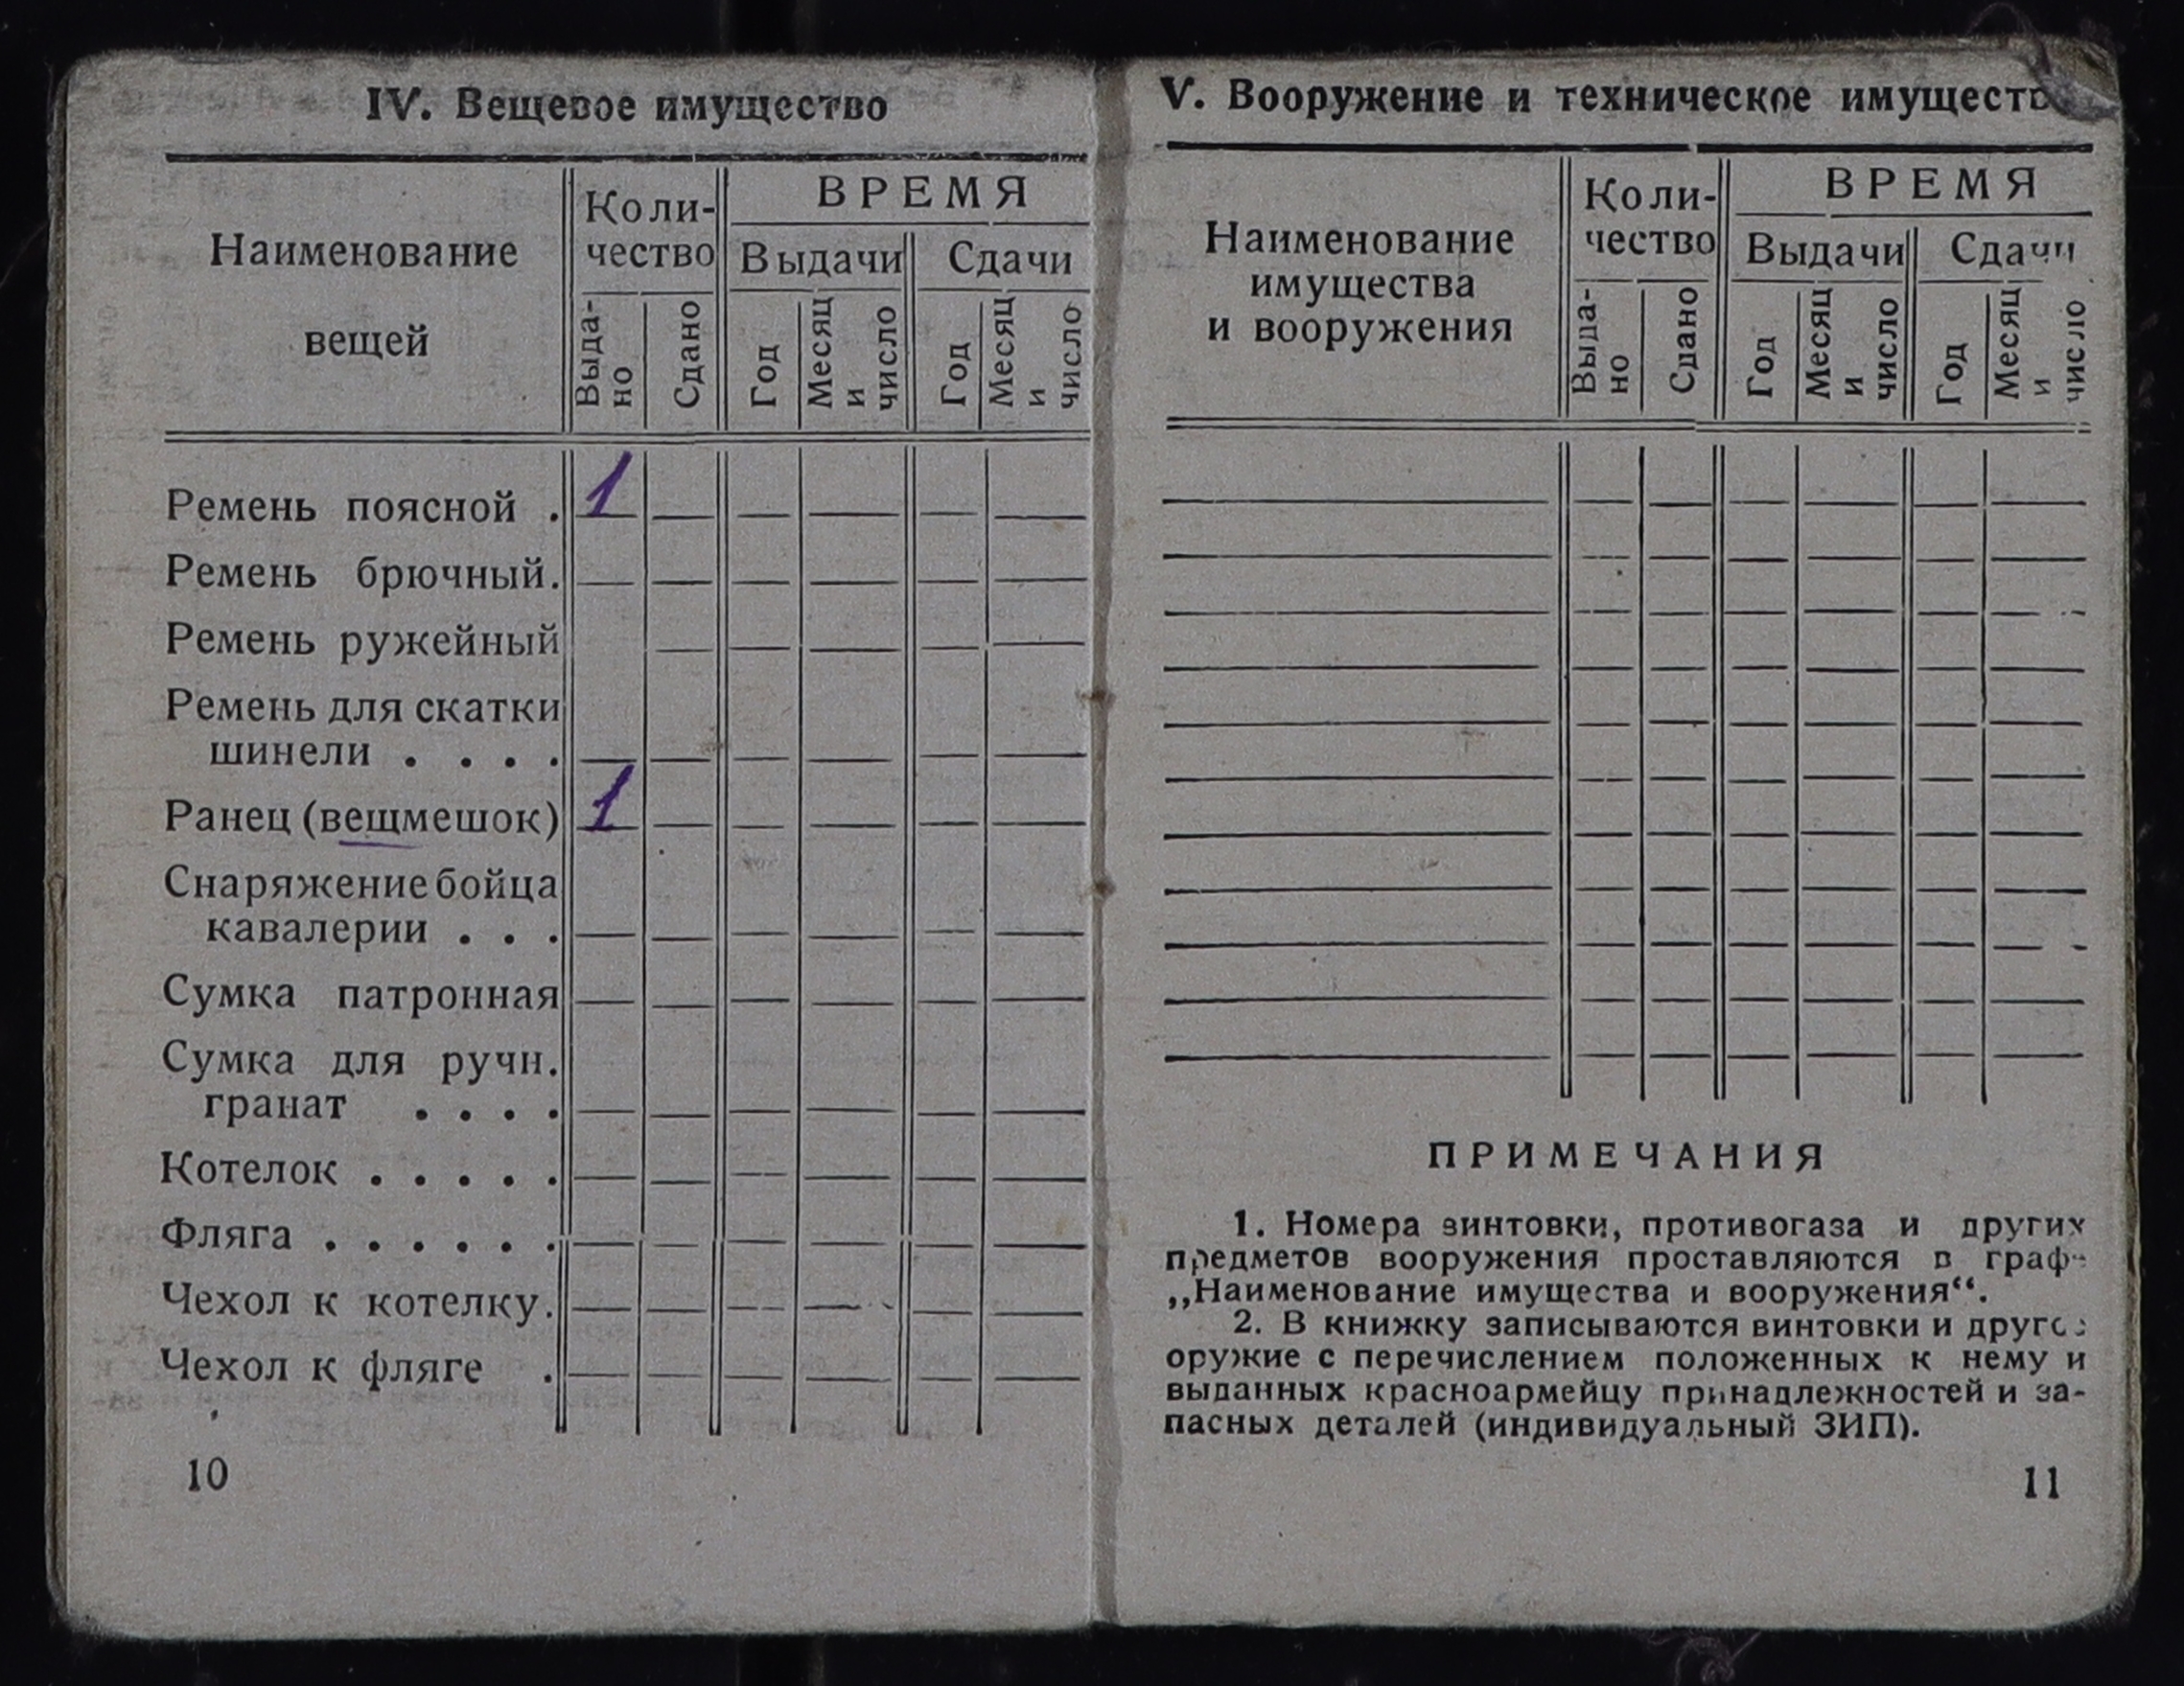 IV. Вещевое имущество
Наименование
вещей
Коли-
чество
ВРЕМЯ
Выдачи
Сдачи
Выда-
но
Сдано
Год
Месяц
и
число
Год
Месяц
и
число
Ремень поясной . 1
Ремень брючный.
Ремень ружейный
Ремень для скатки
шинели . . . .
Ранец (вещмешок) 1
Снаряжение бойца
кавалерии . . .
Сумка патронная
Сумка для ручн.
гранат . . . .
Котелок . . . . .
Фляга . . . . . .
Чехол к котелку.
Чехол к фляге .
10
V. Вооружение и техническое имуществ
Наименование
имущества
и вооружения
Коли-
чество
ВРЕМЯ
Выдачи
Сдачи
Выда-
но
Сдано
Год
Месяц
и
число
Год
Месяц
и
число
ПРИМЕЧАНИЯ
1. Номера винтовки, противогаза и других
предметов вооружения проставляются в граф
„Наименование имущества и вооружения“.
2. В книжку записываются винтовки и другое
оружие с перечислением положенных к нему и
выданных красноармейцу принадлежностей и за-
пасных деталей (индивидуальный ЗИП).
11